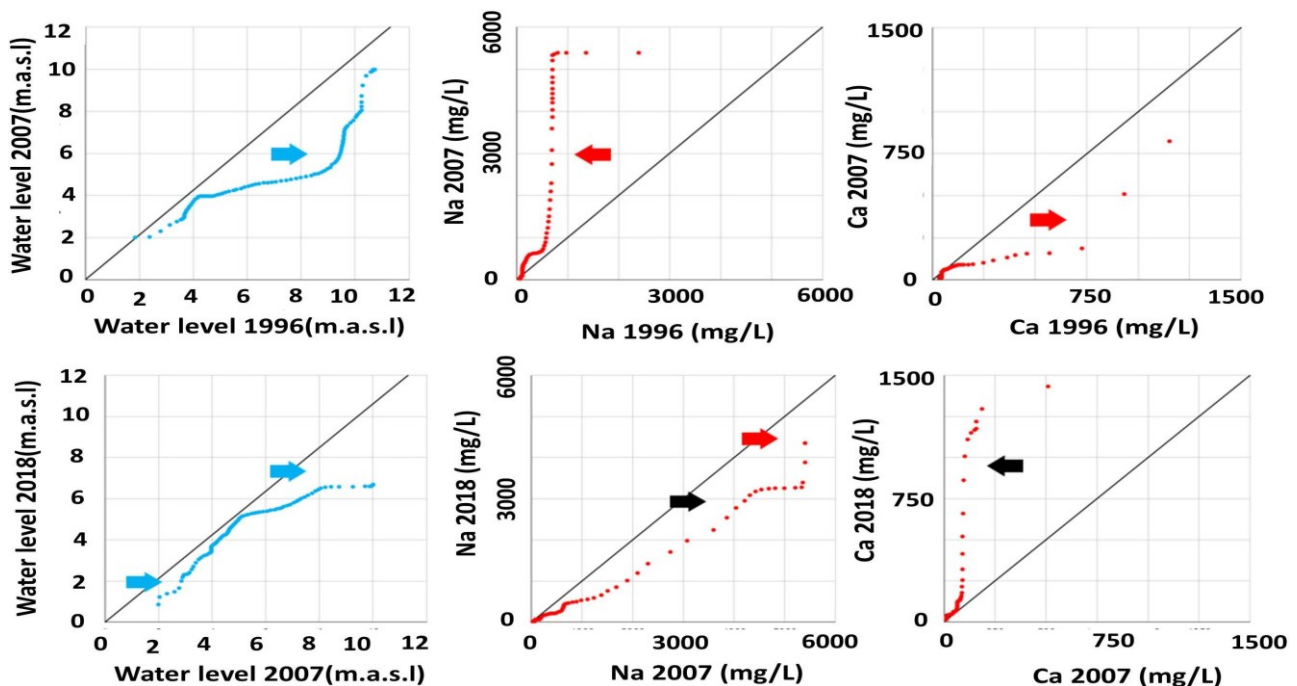 Water level 2007(m.a.s.l)
12
10
8
6
4
2
0
0 2 4 6 8 10 12
Water level 1996(m.a.s.l)
Na 2007 (mg/L)
6000
3000
0
0 3000 6000
Na 1996 (mg/L)
Ca 2007 (mg/L)
1500
750
0
0 750 1500
Ca 1996 (mg/L)
Water level 2018(m.a.s.l)
12
10
8
6
4
2
0
0 2 4 6 8 10 12
Water level 2007(m.a.s.l)
Na 2018 (mg/L)
6000
3000
0
0 3000 6000
Na 2007 (mg/L)
Ca 2018 (mg/L)
1500
750
0
0 750 1500
Ca 2007 (mg/L)